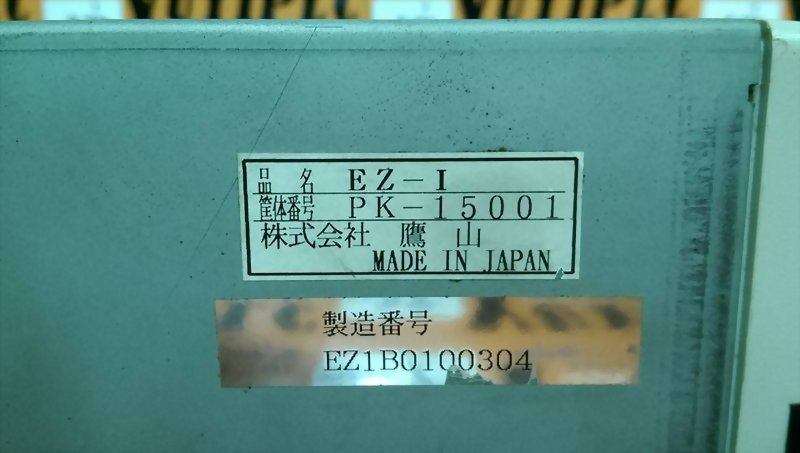 品名 EZ-I
筐体番号 PK-15001
株式会社 鷹山
MADE IN JAPAN
製造番号
EZ1B0100304